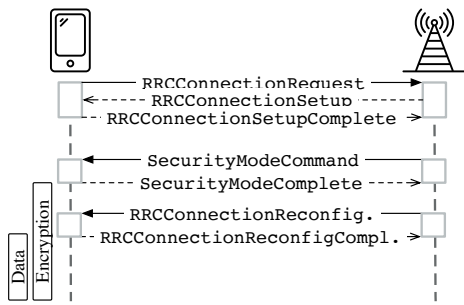 RRCConnectionRequest
RRCConnectionSetup
RRCConnectionSetupComplete
SecurityModeCommand
SecurityModeComplete
RRCConnectionReconfig.
RRCConnectionReconfigCompl.
Data
Encryption